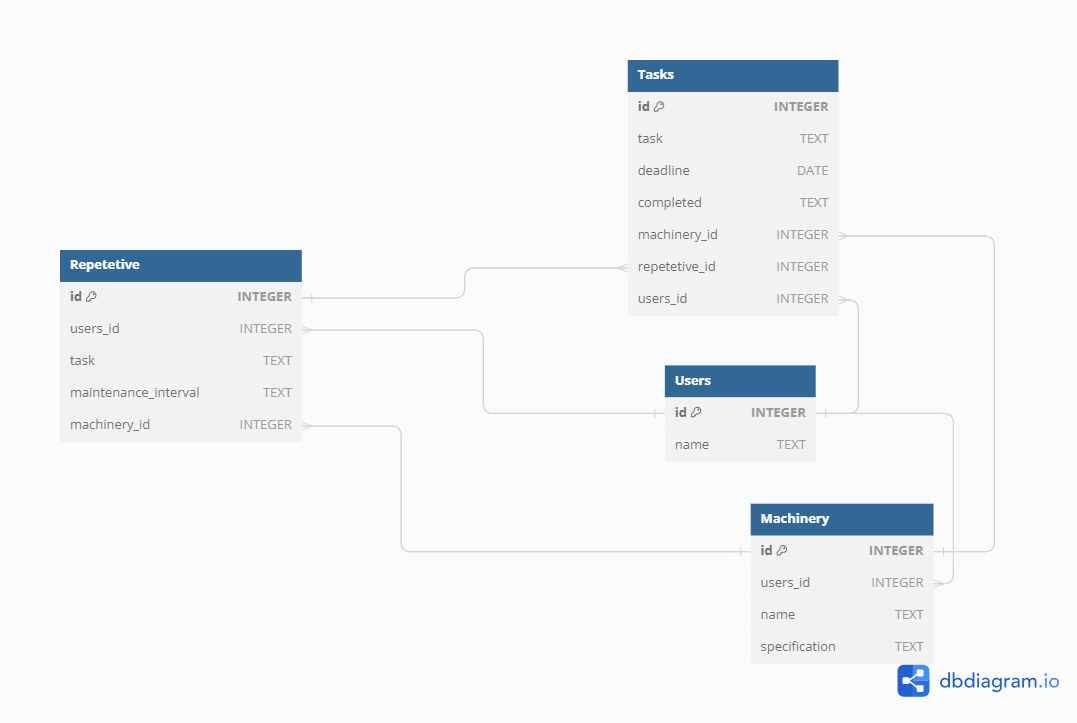 Tasks
id INTEGER
task TEXT
deadline DATE
completed TEXT
machinery_id INTEGER
repetetive_id INTEGER
users_id INTEGER
Repetetive
id INTEGER
users_id INTEGER
task TEXT
maintenance_interval TEXT
machinery_id INTEGER
Users
id INTEGER
name TEXT
Machinery
id INTEGER
users_id INTEGER
name TEXT
specification TEXT
dbdiagram.io